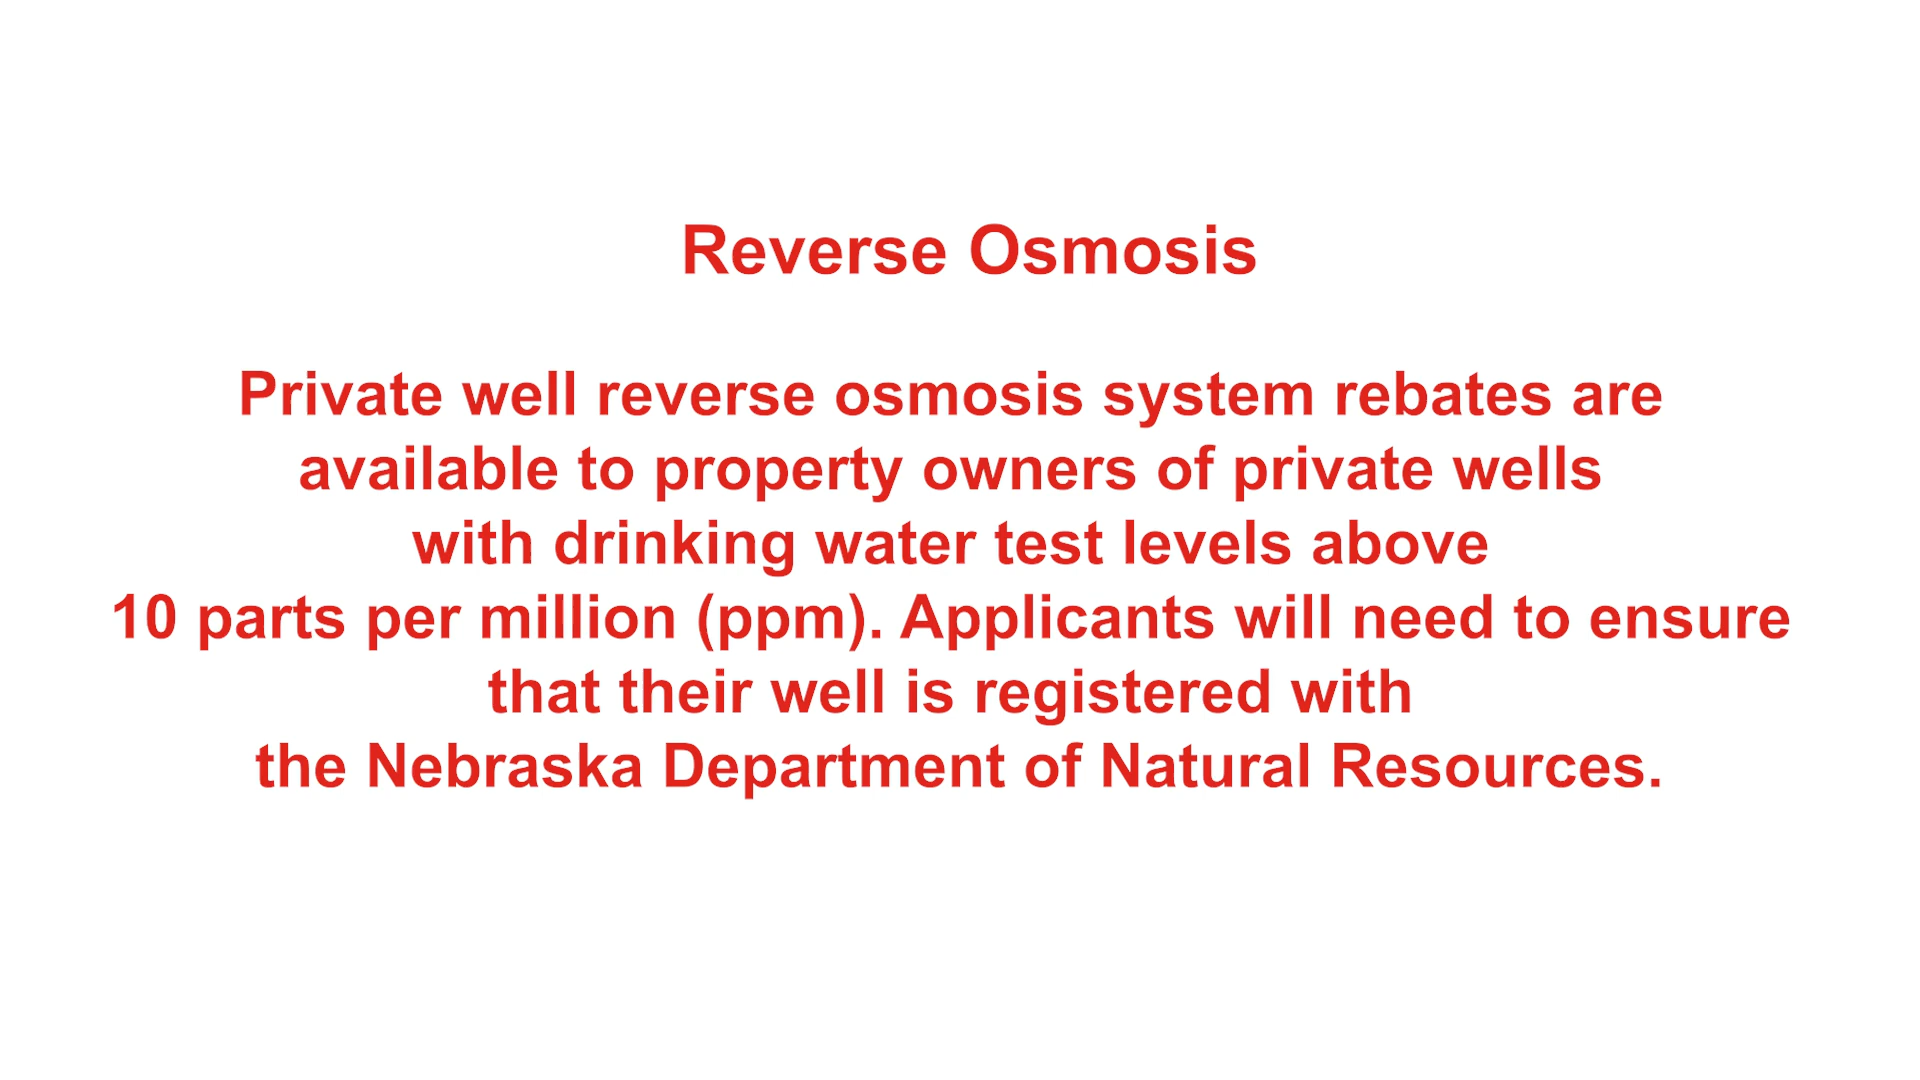 Reverse Osmosis
Private well reverse osmosis system rebates are
available to property owners of private wells
with drinking water test levels above
10 parts per million (ppm). Applicants will need to ensure
that their well is registered with
the Nebraska Department of Natural Resources.